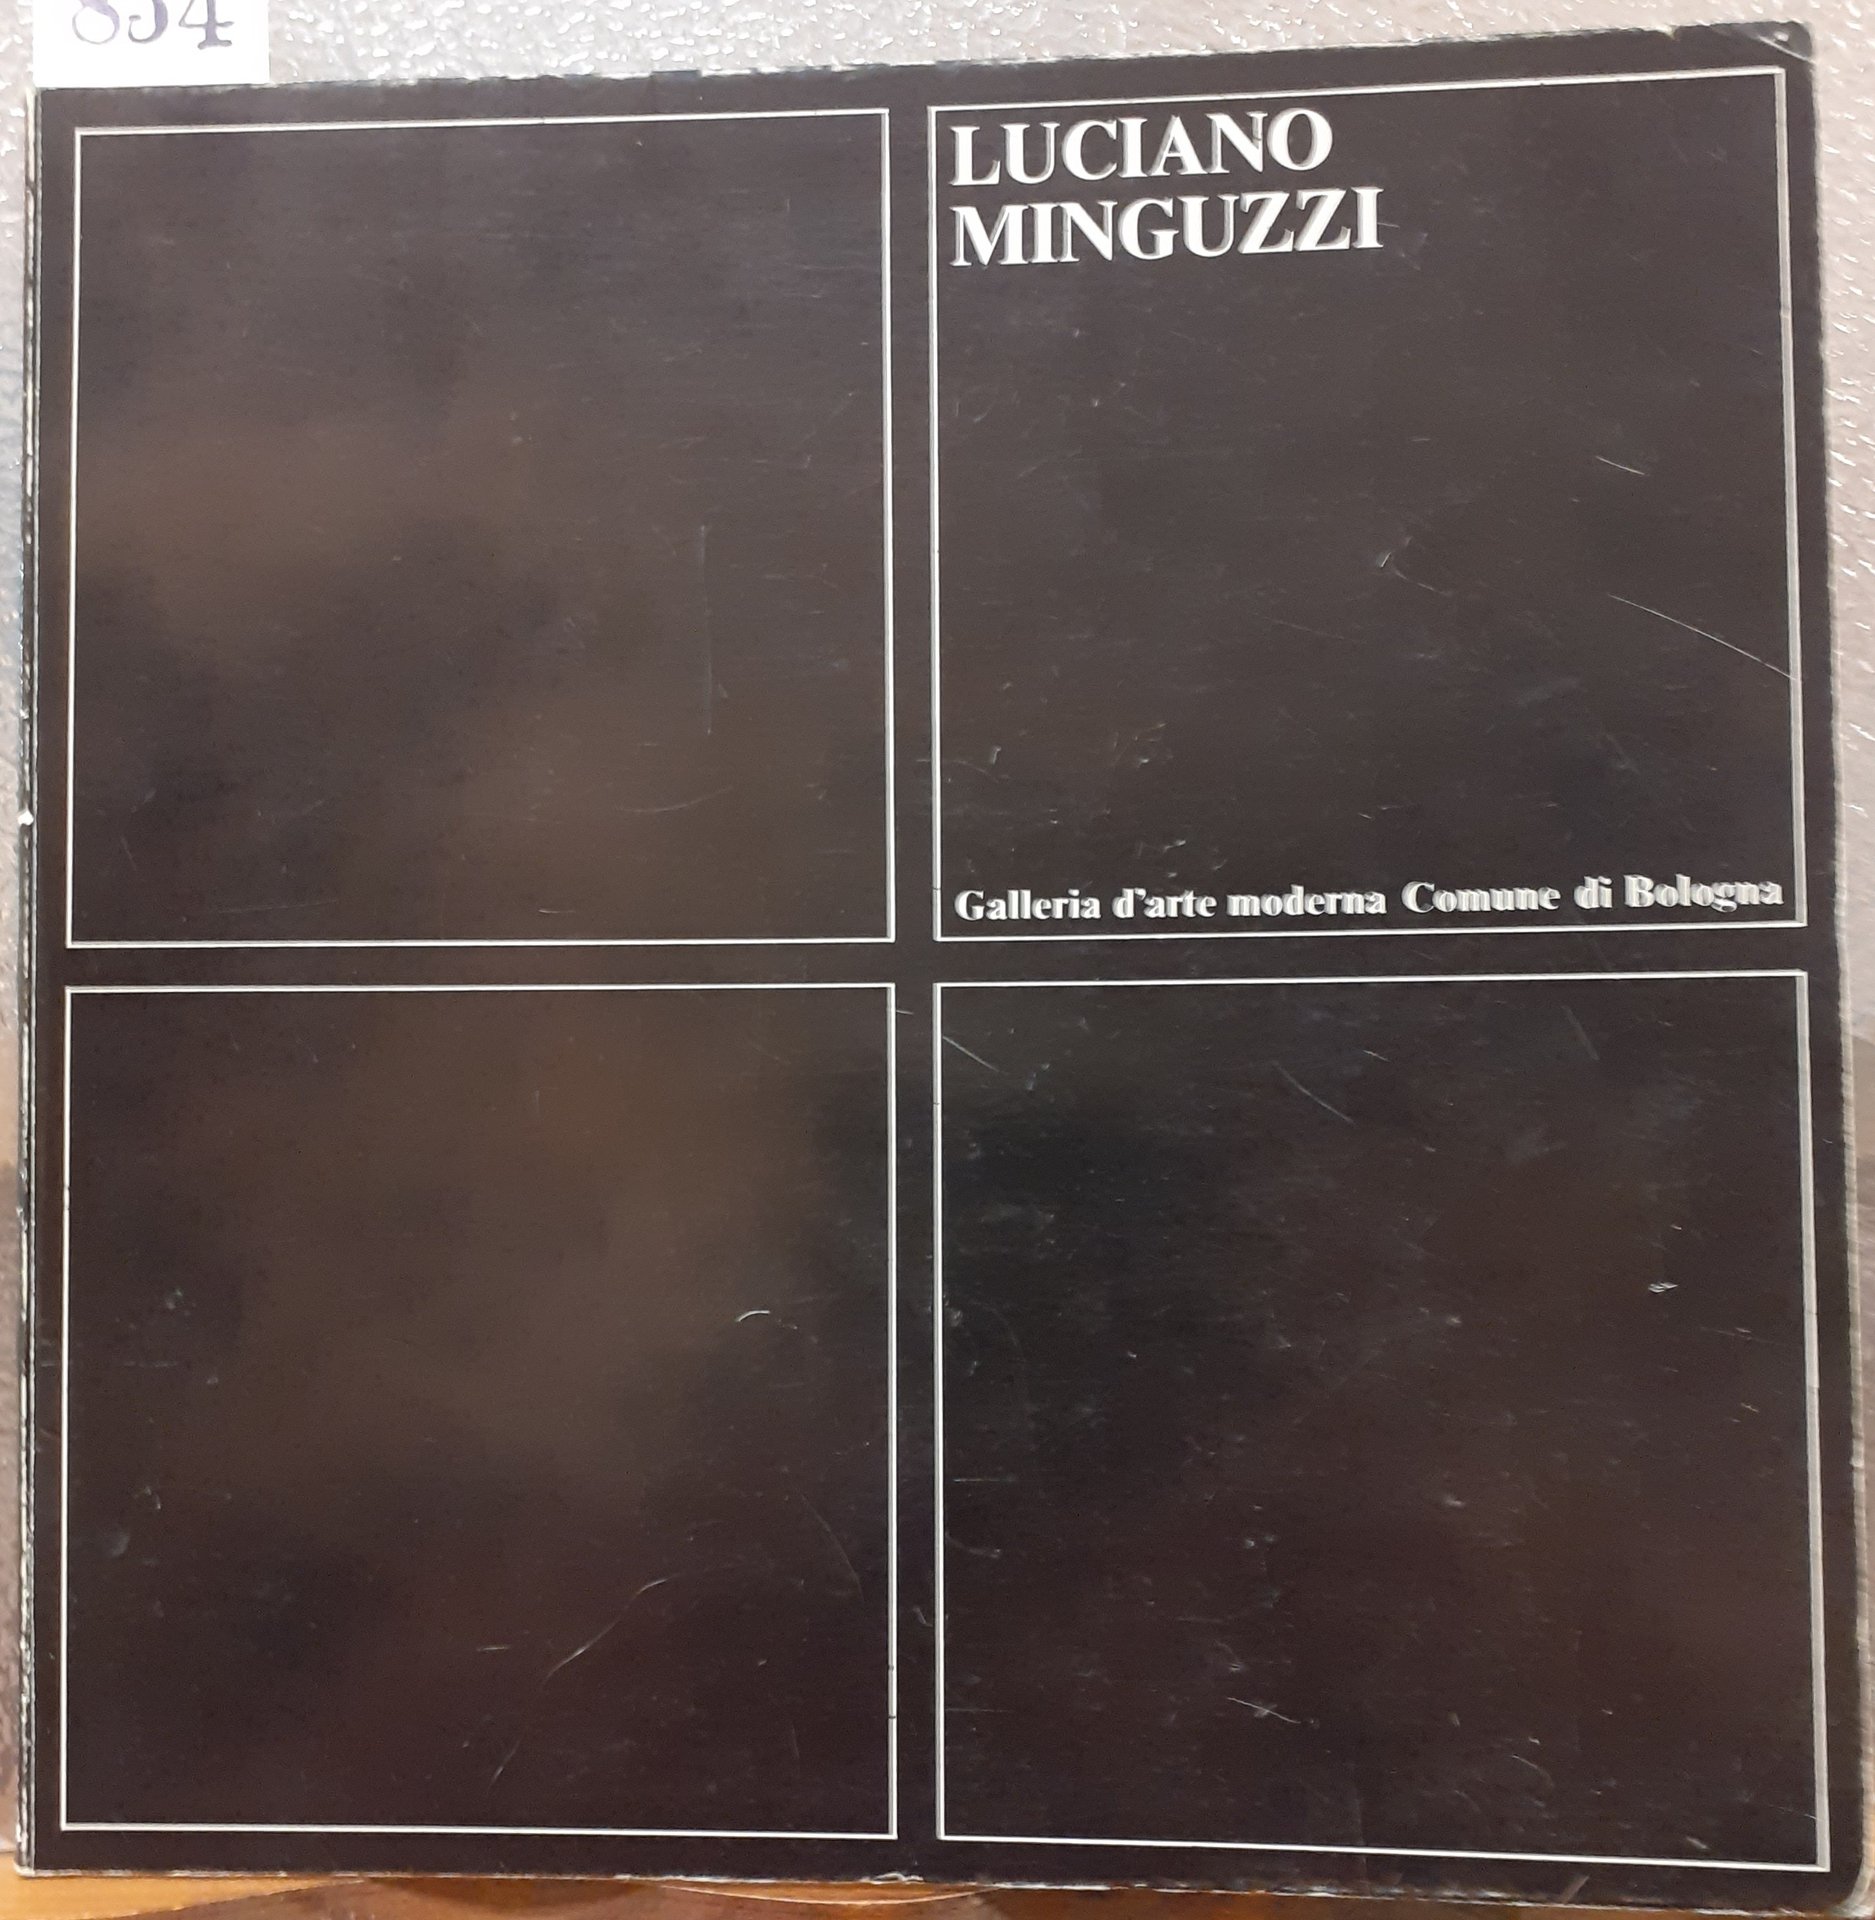 LUCIANO
MINGUZZI
Galleria d'arte moderna Comune di Bologna